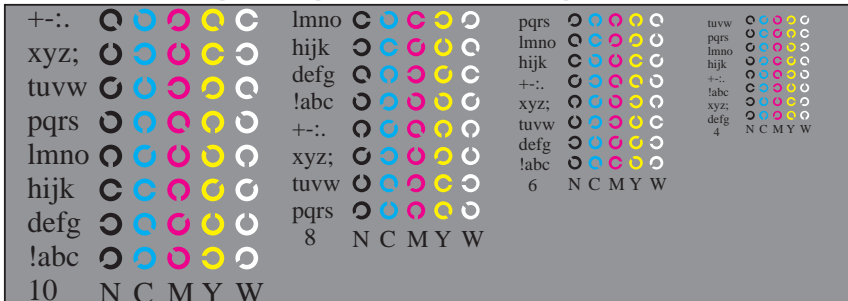 +-:.
xyz;
tuvw
pqrs
lmno
hijk
defg
!abc
10 N C M Y W
lmno
hijk
defg
!abc
+-:.
xyz;
tuvw
pqrs
8 N C M Y W
pqrs
lmno
hijk
+-:.
xyz;
tuvw
defg
!abc
6 N C M Y W
tuvw
pqrs
lmno
hijk
+-:.
!abc
xyz;
defg
4 N C M Y W